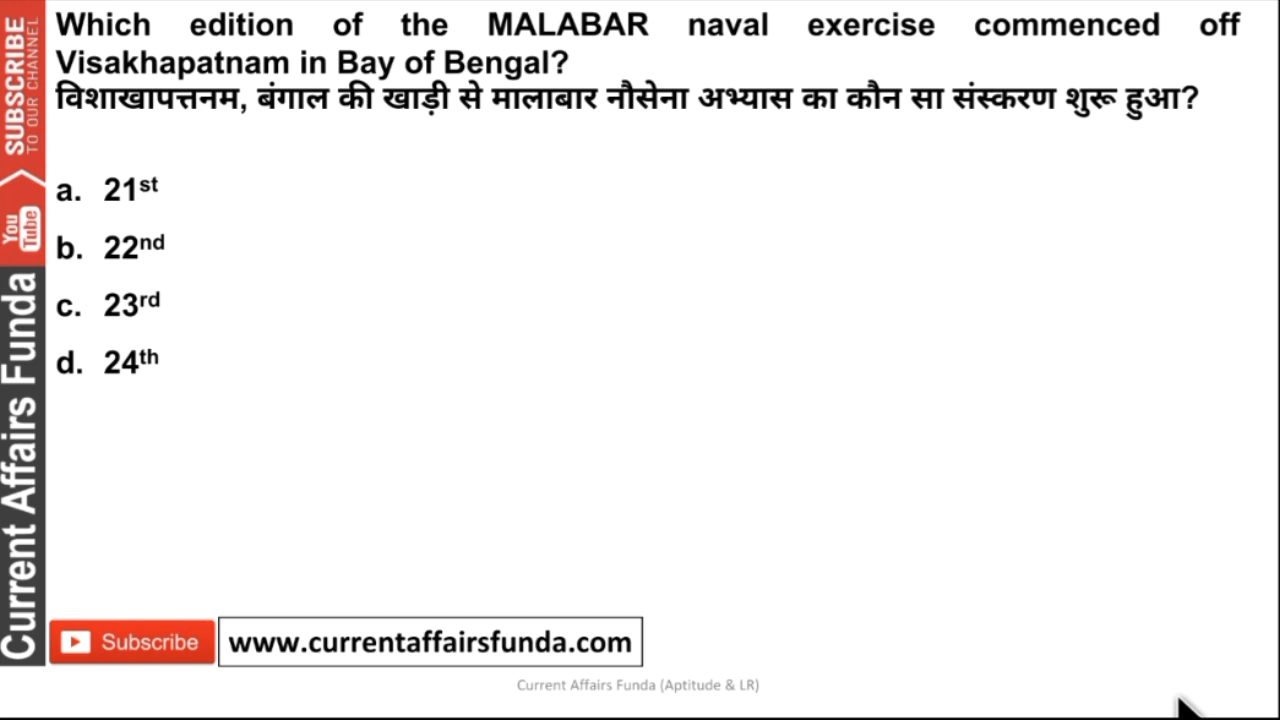 Which edition of the MALABAR naval exercise commenced off
Visakhapatnam in Bay of Bengal?
विशाखापत्तनम, बंगाल की खाड़ी से मालाबार नौसेना अभ्यास का कौन सा संस्करण शुरू हुआ?
a. 21st
b. 22nd
c. 23rd
d. 24th
SUBSCRIBE
TO OUR CHANNEL
You
Tube
Current Affairs Funda
Subscribe
www.currentaffairsfunda.com
Current Affairs Funda (Aptitude & LR)